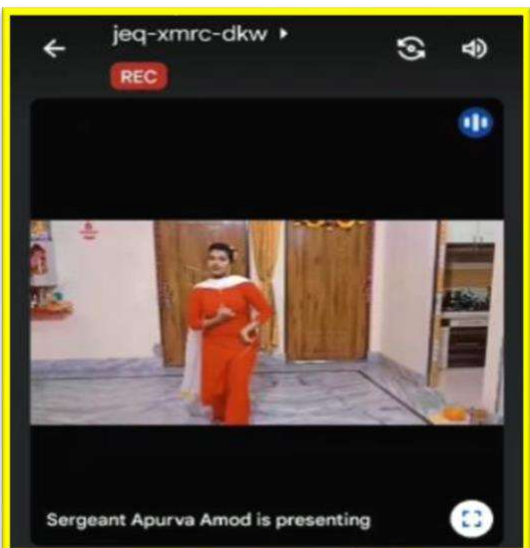 jeq-xmrc-dkw
REC
Sergeant Apurva Amod is presenting